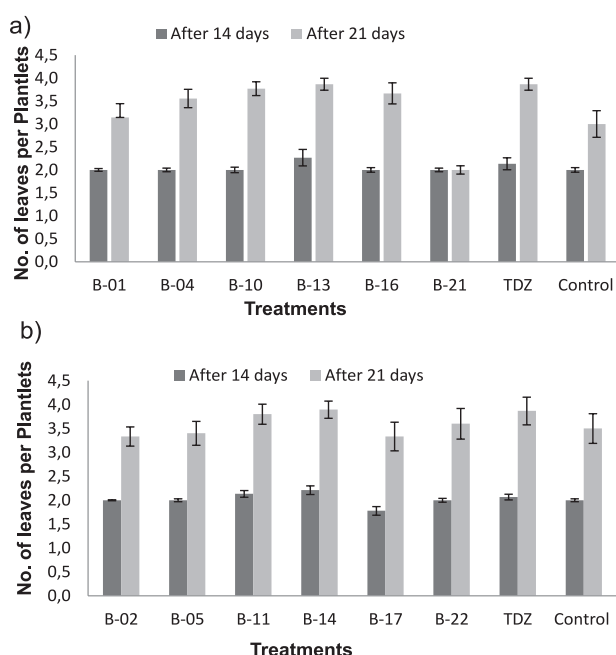 a)
After 14 days After 21 days
No. of leaves per Plantlets
4,5
4,0
3,5
3,0
2,5
2,0
1,5
1,0
0,5
0,0
B-01 B-04 B-10 B-13 B-16 B-21 TDZ Control
Treatments
b)
After 14 days After 21 days
No. of leaves per Plantlets
4,5
4,0
3,5
3,0
2,5
2,0
1,5
1,0
0,5
0,0
B-02 B-05 B-11 B-14 B-17 B-22 TDZ Control
Treatments